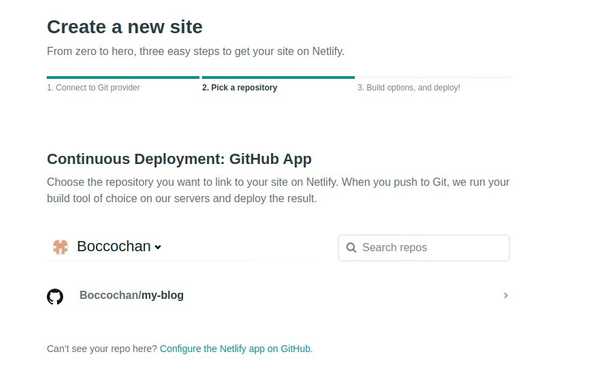 Create a new site
From zero to hero, three easy steps to get your site on Netlify.
1. Connect to Git provider
2. Pick a repository
3. Build options, and deploy!
Continuous Deployment: GitHub App
Choose the repository you want to link to your site on Netlify. When you push to Git, we run your
build tool of choice on our servers and deploy the result.
Boccochan
Search repos
Boccochan/my-blog
Can't see your repo here? Configure the Netlify app on GitHub.